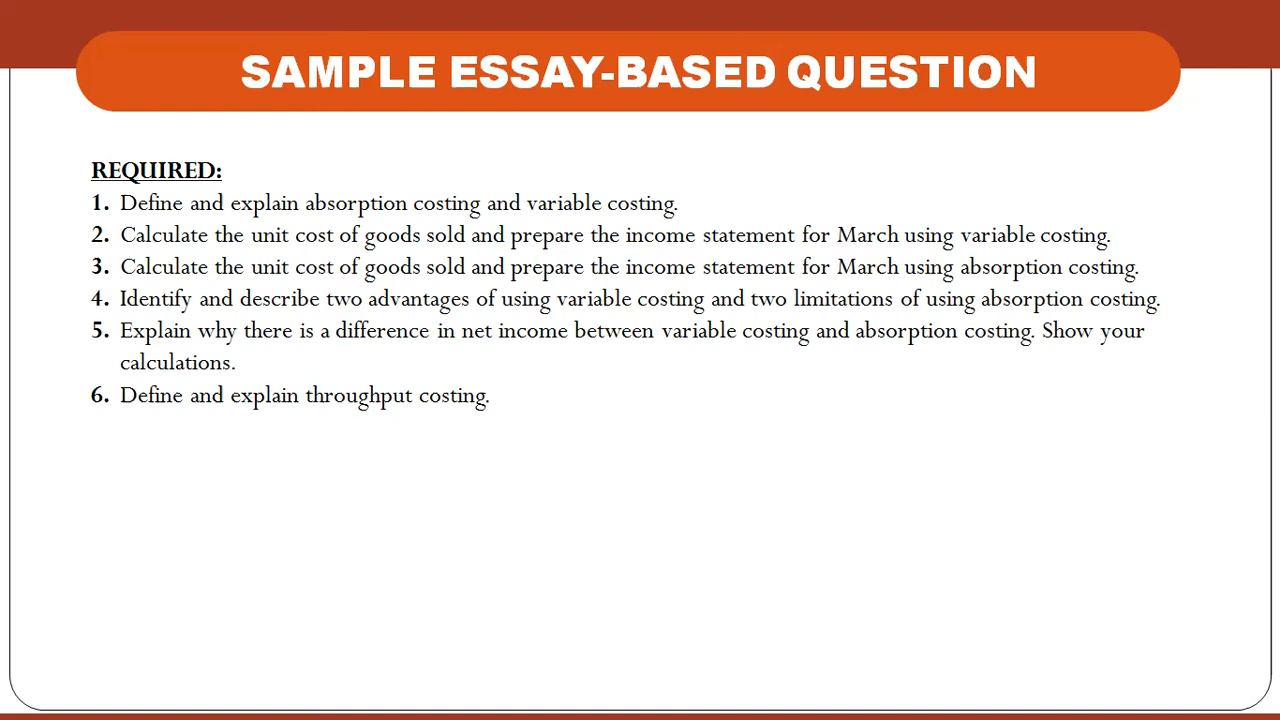 SAMPLE ESSAY-BASED QUESTION
REQUIRED:
1. Define and explain absorption costing and variable costing.
2. Calculate the unit cost of goods sold and prepare the income statement for March using variable costing.
3. Calculate the unit cost of goods sold and prepare the income statement for March using absorption costing.
4. Identify and describe two advantages of using variable costing and two limitations of using absorption costing.
5. Explain why there is a difference in net income between variable costing and absorption costing. Show your
calculations.
6. Define and explain throughput costing.